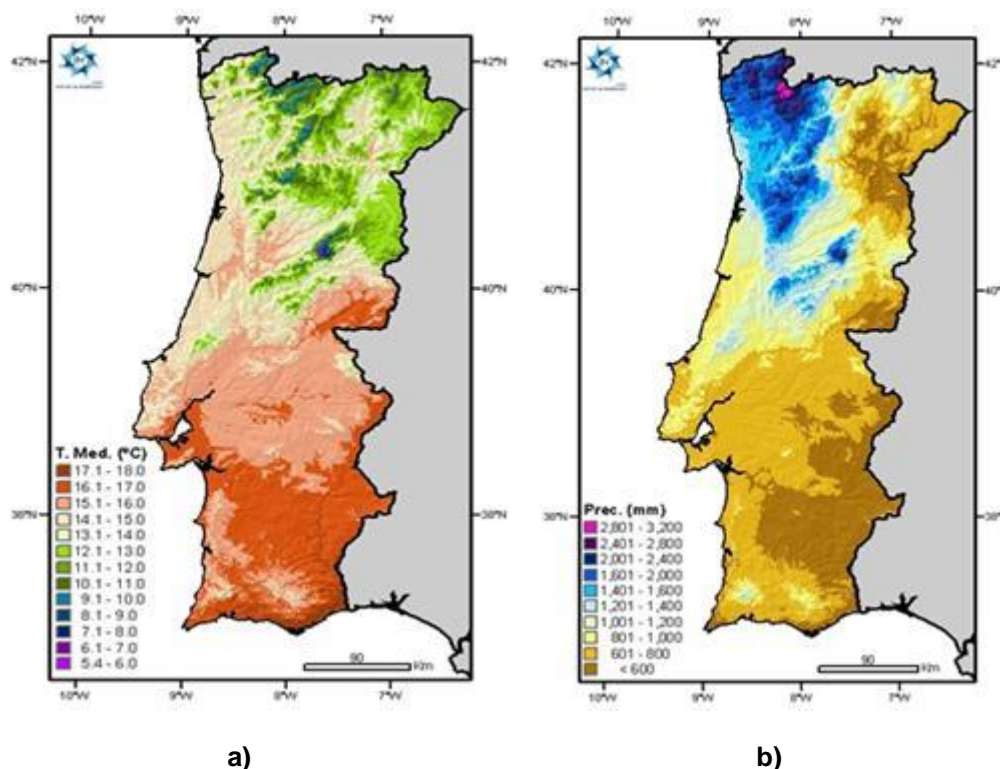 10°W 9°W 8°W 7°W
42°N
40°N
38°N
T. Med. (ºC)
17.1 - 18.0
16.1 - 17.0
15.1 - 16.0
14.1 - 15.0
13.1 - 14.0
12.1 - 13.0
11.1 - 12.0
10.1 - 11.0
9.1 - 10.0
8.1 - 9.0
7.1 - 8.0
6.1 - 7.0
5.4 - 6.0
90
Km
10°W 9°W 8°W 7°W
a)
10°W 9°W 8°W 7°W
42°N 42°N
40°N 40°N
38°N 38°N
Prec. (mm)
2,801 - 3,200
2,401 - 2,800
2,001 - 2,400
1,601 - 2,000
1,401 - 1,600
1,201 - 1,400
1,001 - 1,200
801 - 1,000
601 - 800
< 600
90
Km
10°W 9°W 8°W 7°W
b)